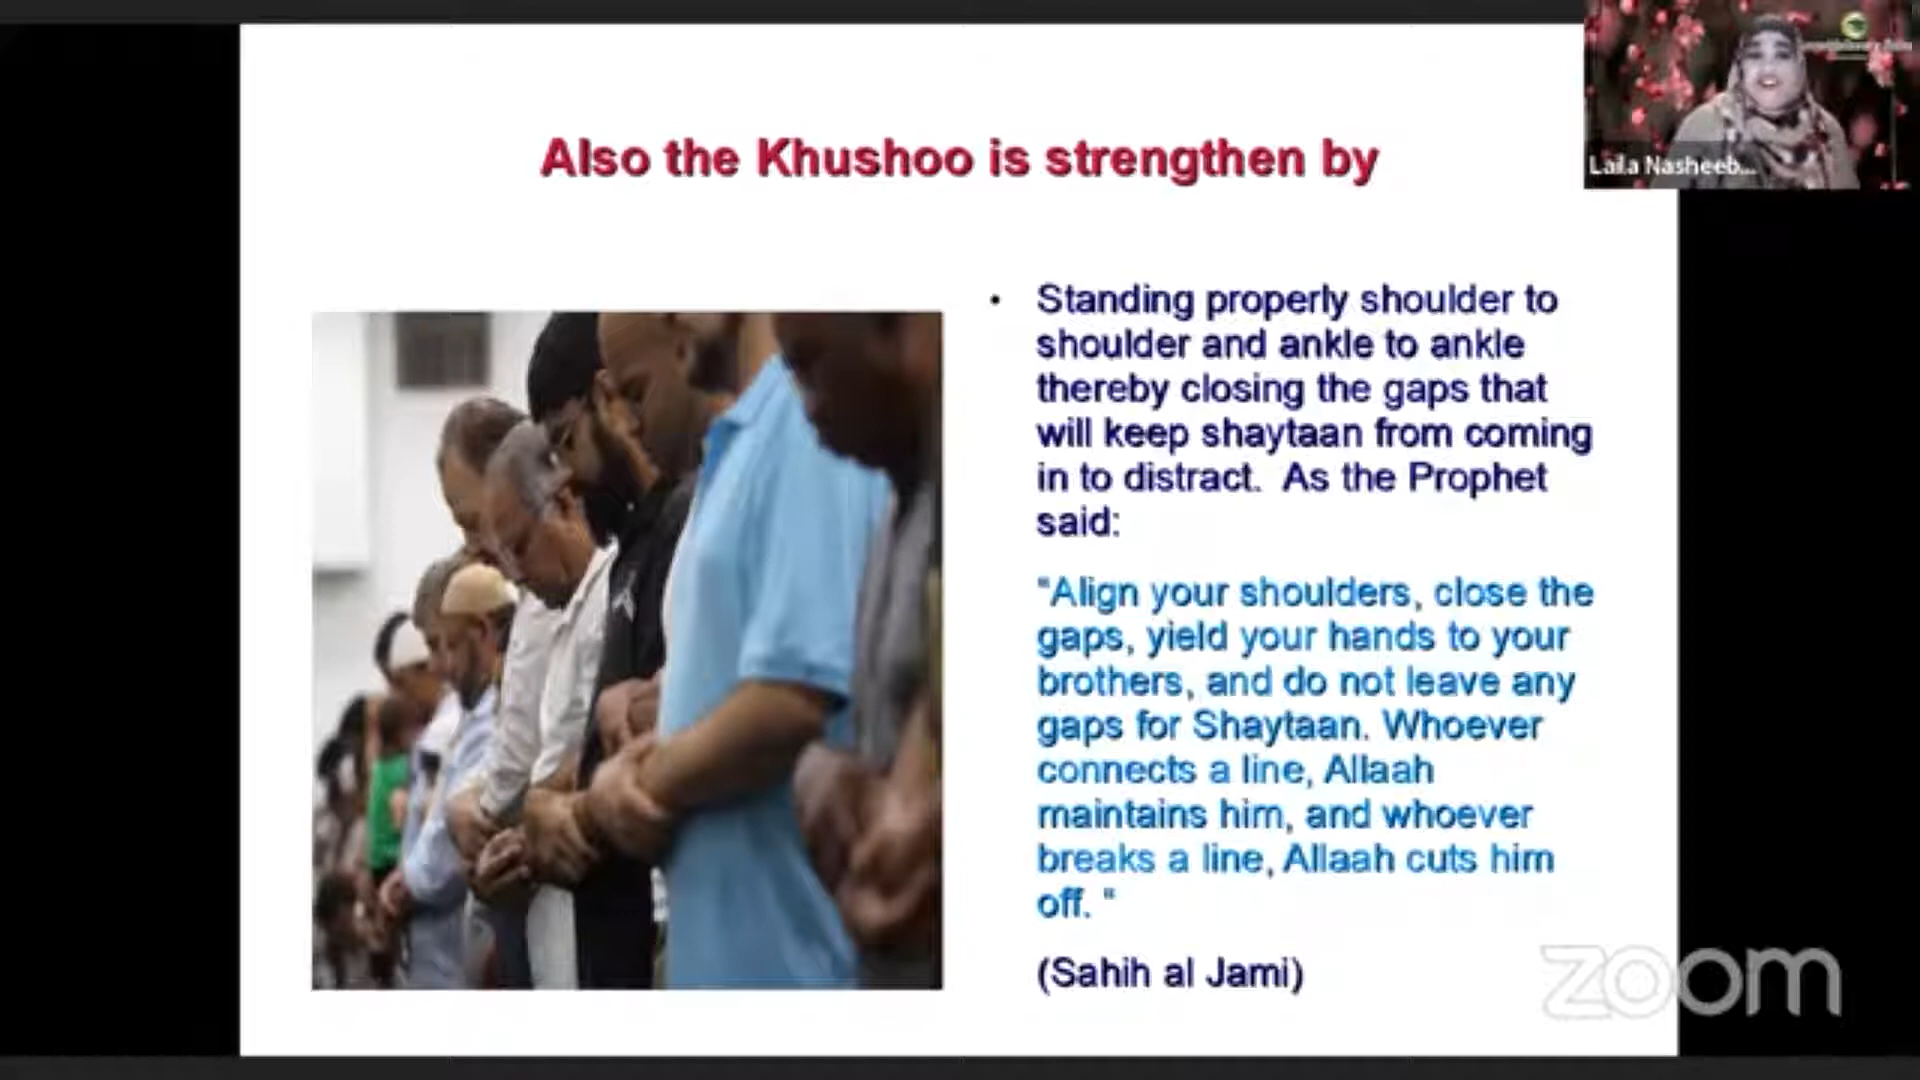 Also the Khushoo is strengthen by
Laila Nasheeb...
• Standing properly shoulder to
shoulder and ankle to ankle
thereby closing the gaps that
will keep shaytaan from coming
in to distract. As the Prophet
said:
"Align your shoulders, close the
gaps, yield your hands to your
brothers, and do not leave any
gaps for Shaytaan. Whoever
connects a line, Allaah
maintains him, and whoever
breaks a line, Allaah cuts him
off. "
(Sahih al Jami)
zoom